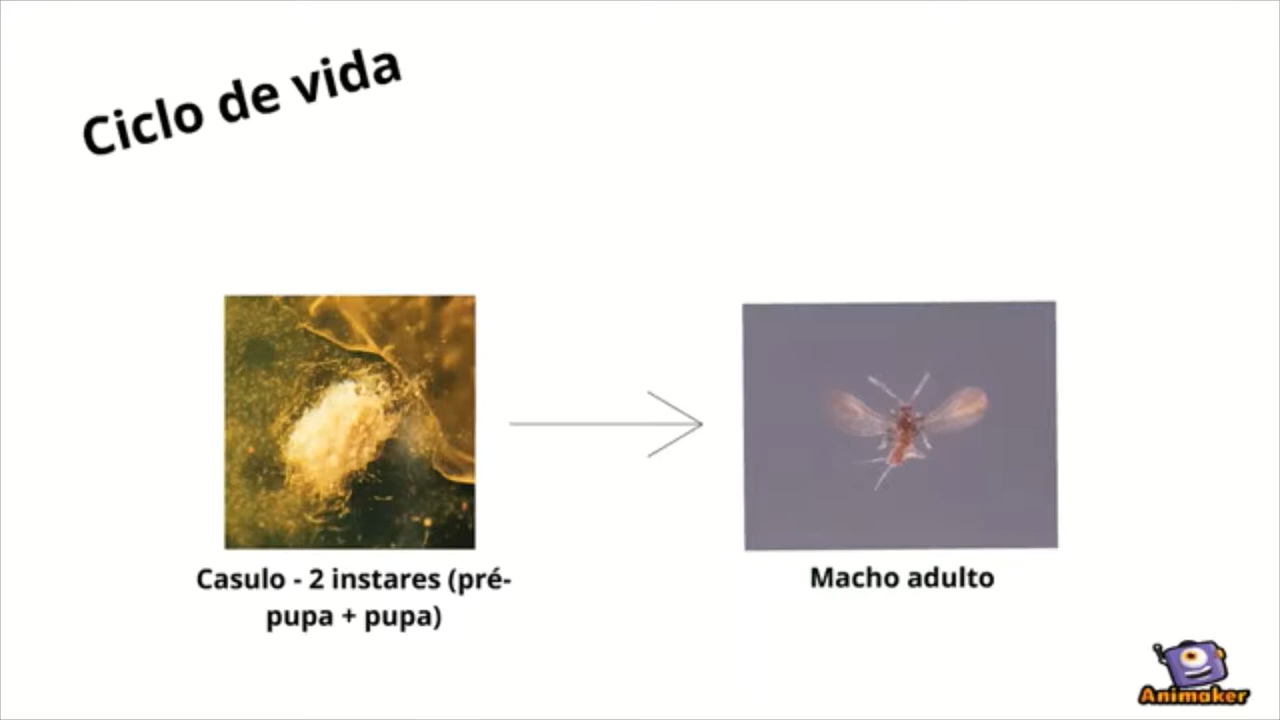 Ciclo de vida
Casulo - 2 instares (pré-
pupa + pupa)
Macho adulto
Animaker